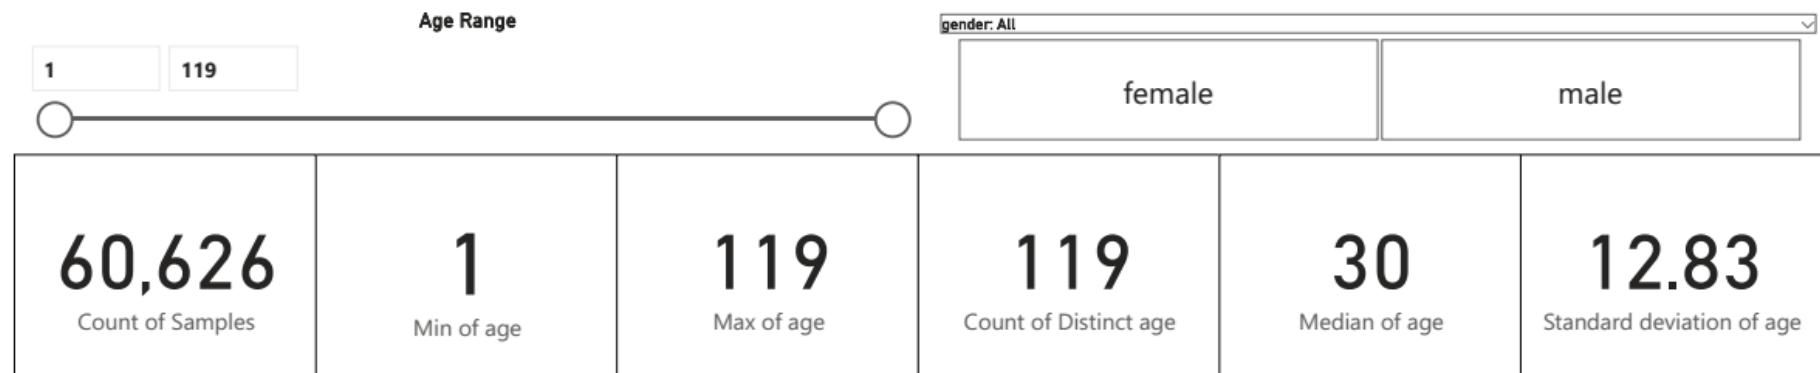 Age Range
gender: All
1
119
female
male
60,626
Count of Samples
1
Min of age
119
Max of age
119
Count of Distinct age
30
Median of age
12.83
Standard deviation of age